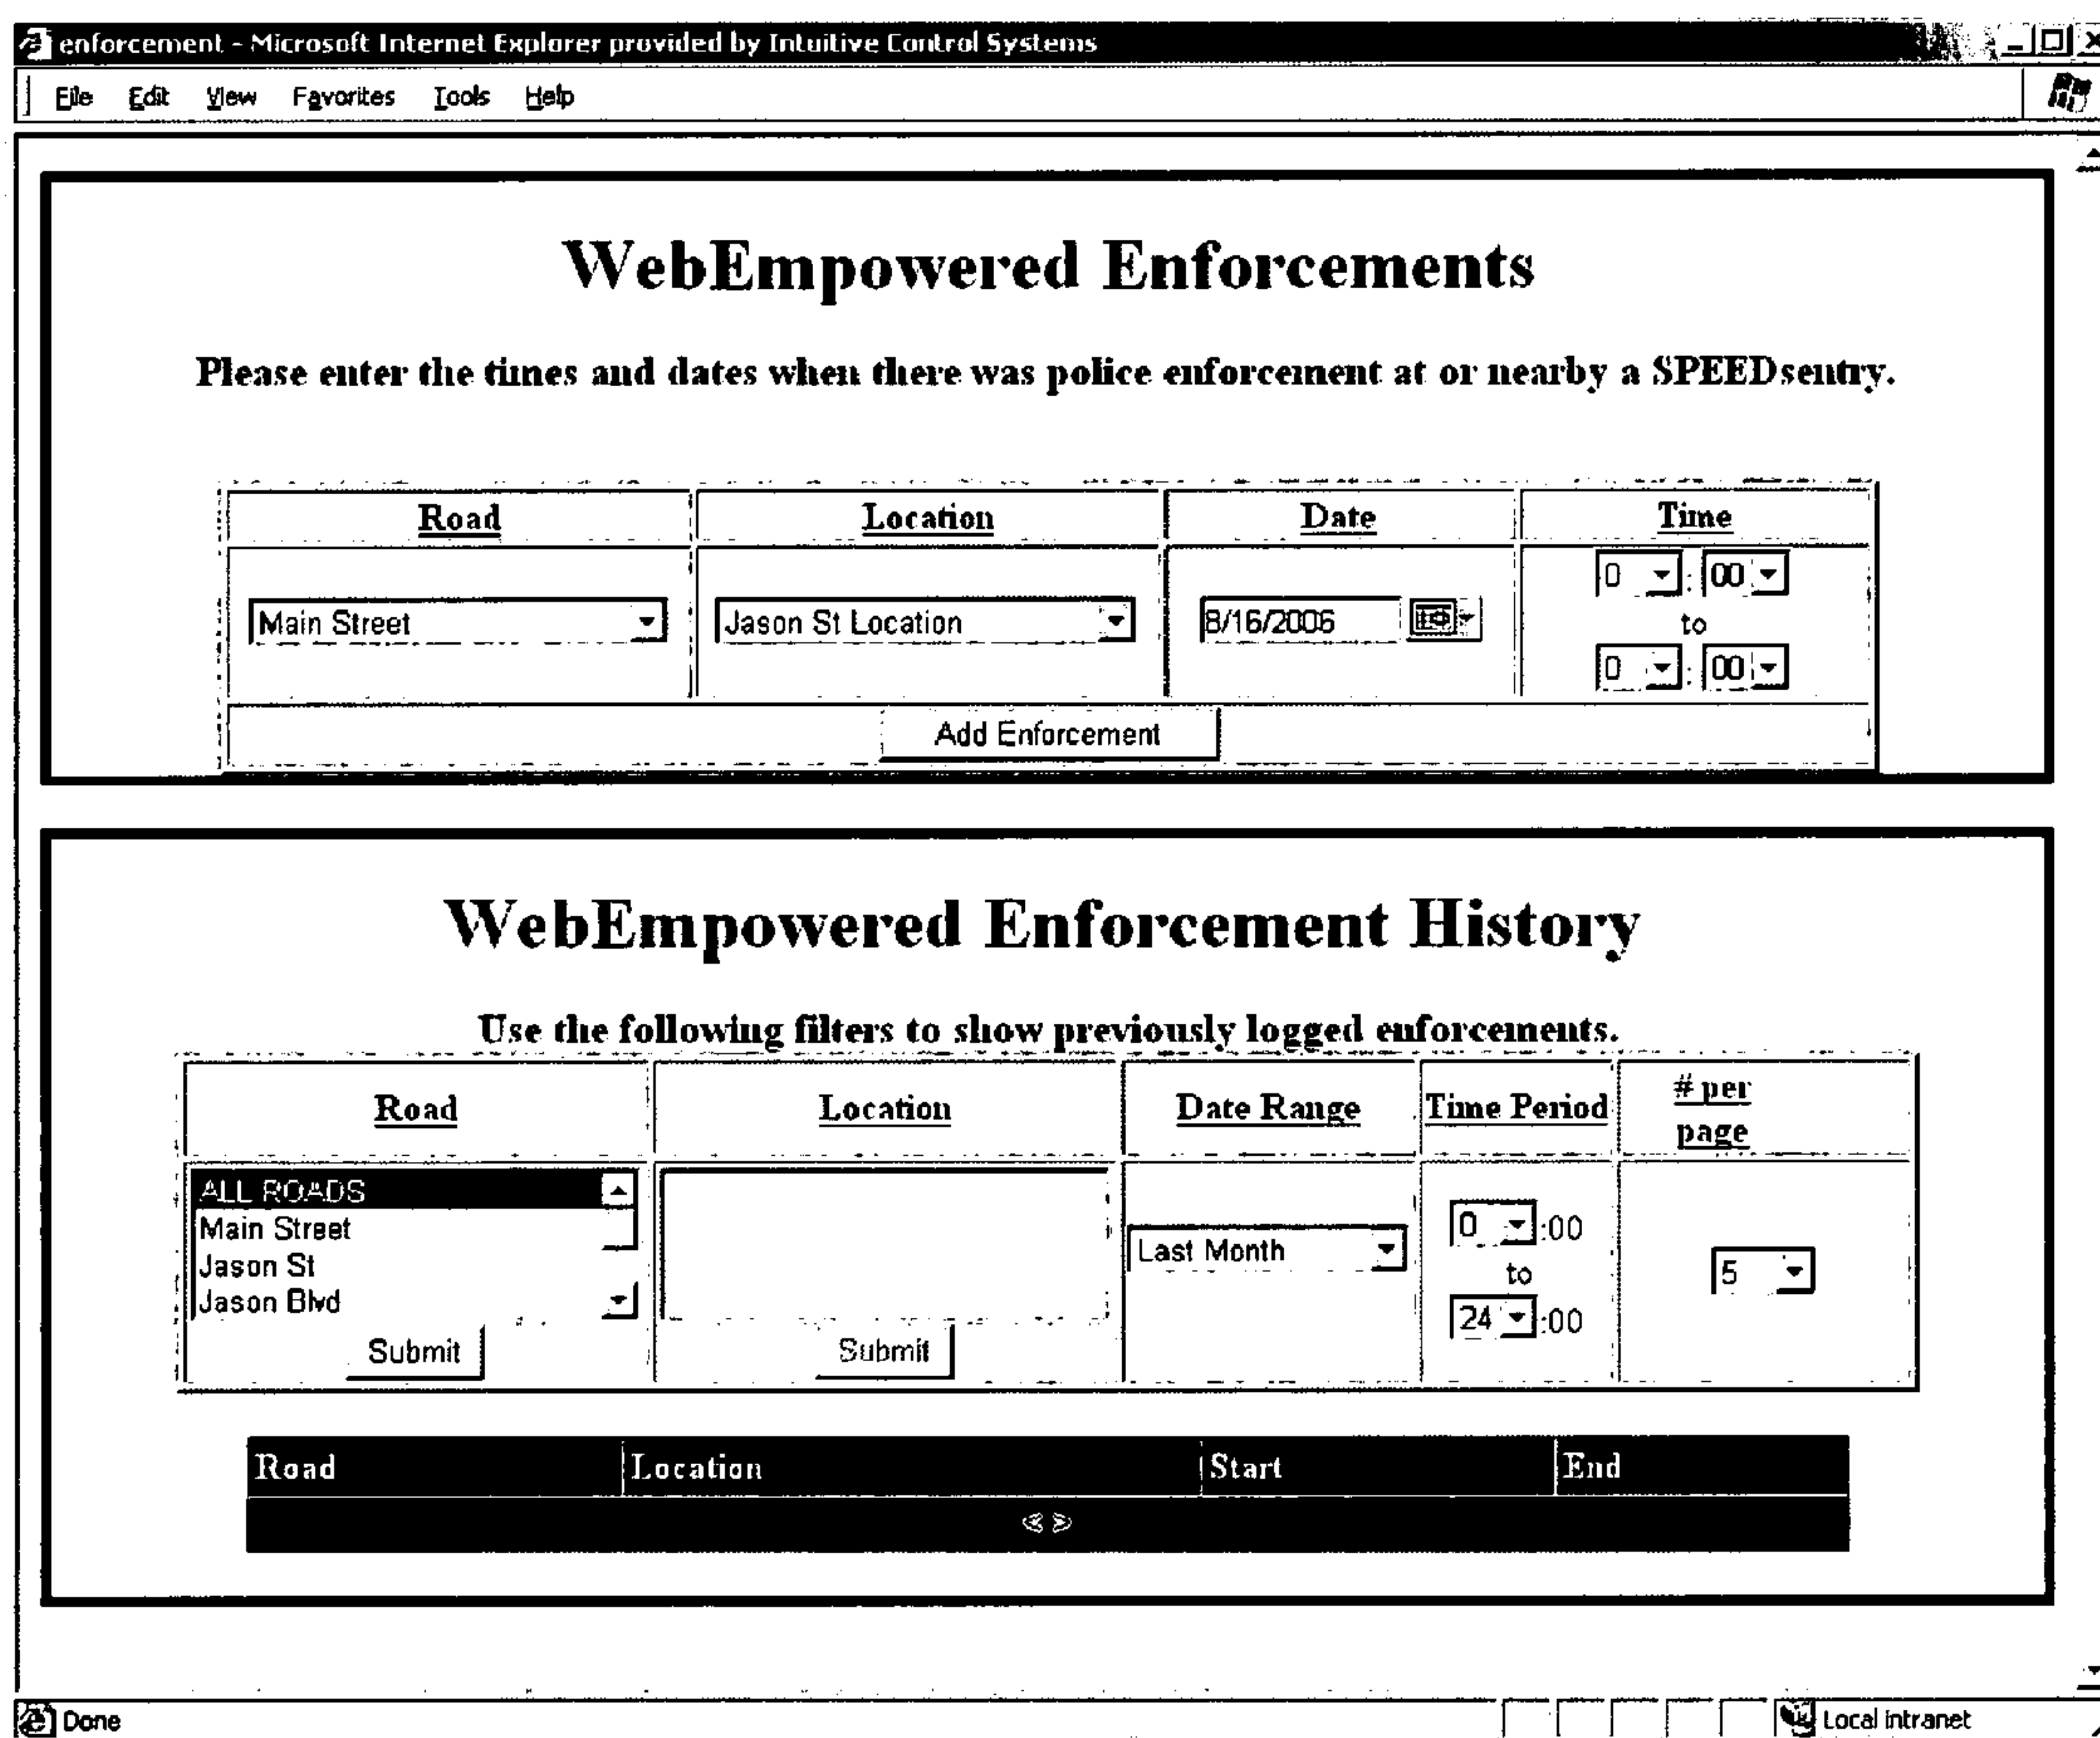 enforcement - Microsoft Internet Explorer provided by Intuitive Control Systems
File Edit View Favorites Tools Help
WebEmpowered Enforcements
Please enter the times and dates when there was police enforcement at or nearby a SPEEDsentry.
Road Location Date Time
0 : 00
Main Street Jason St Location 8/16/2006 to
0 : 00
Add Enforcement
WebEmpowered Enforcement History
Use the following filters to show previously logged enforcements.
Road Location Date Range Time Period # per page
ALL ROADS
Main Street
Jason St
Jason Blvd
Submit
Submit
Last Month
0 :00
to
24 :00
5
Road Location Start End
< >
Done Local intranet